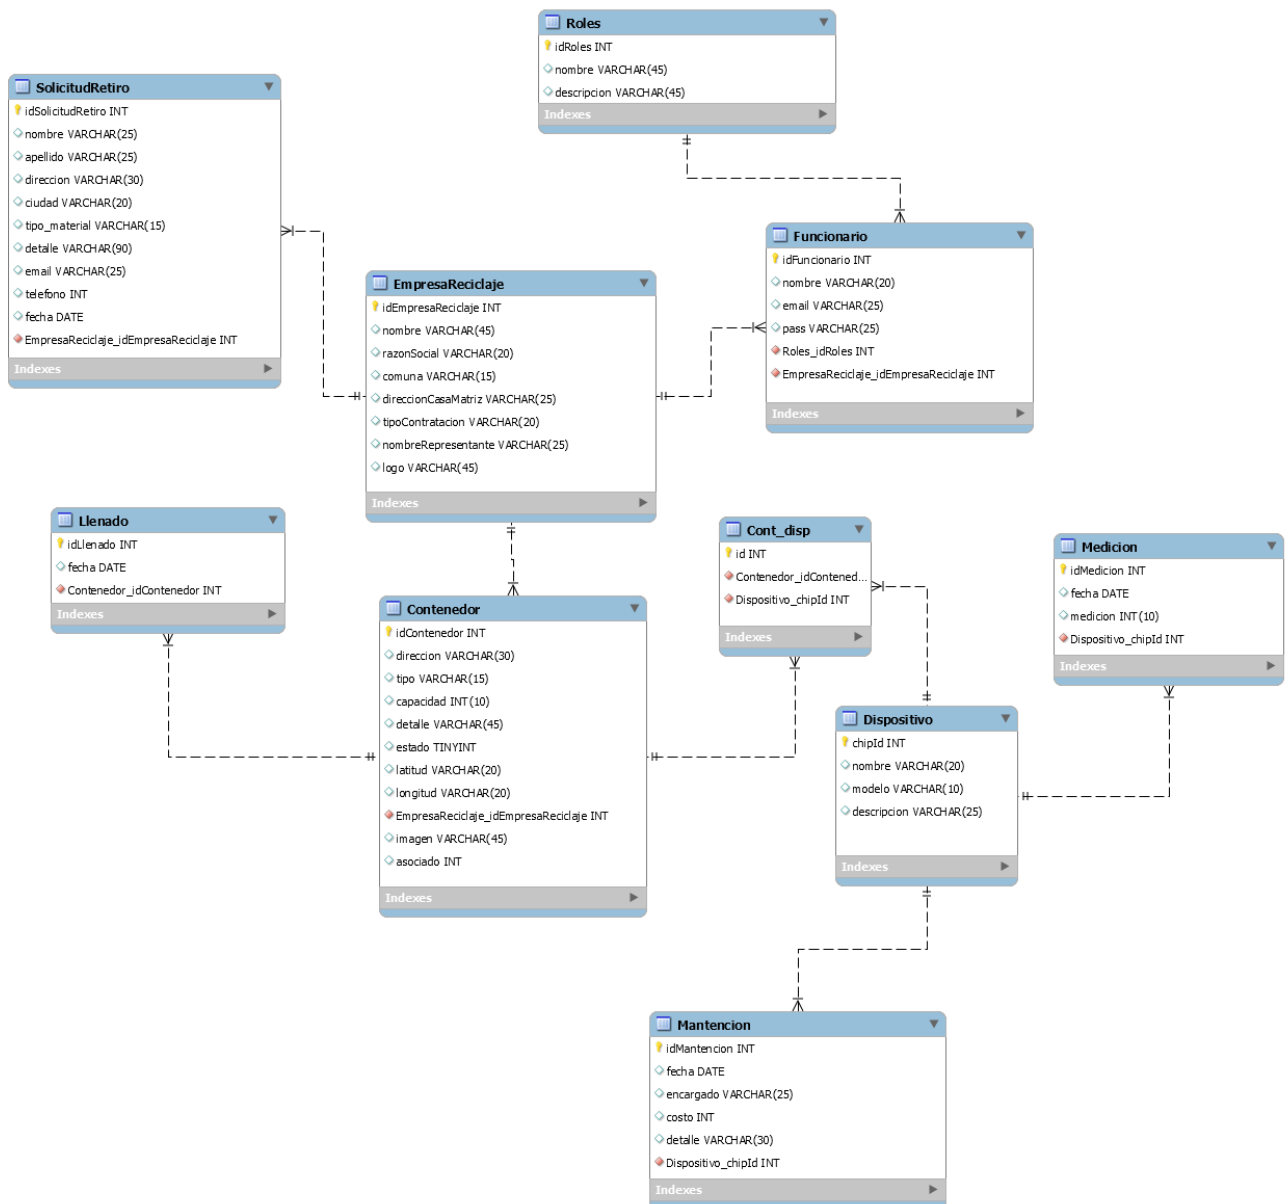 Roles
idRoles INT
nombre VARCHAR(45)
descripcion VARCHAR(45)
Indexes
SolicitudRetiro
idSolicitudRetiro INT
nombre VARCHAR(25)
apellido VARCHAR(25)
direccion VARCHAR(30)
ciudad VARCHAR(20)
tipo_material VARCHAR(15)
detalle VARCHAR(90)
email VARCHAR(25)
telefono INT
fecha DATE
EmpresaReciclaje_idEmpresaReciclaje INT
Indexes
Funcionario
idFuncionario INT
nombre VARCHAR(20)
email VARCHAR(25)
pass VARCHAR(25)
Roles_idRoles INT
EmpresaReciclaje_idEmpresaReciclaje INT
Indexes
EmpresaReciclaje
idEmpresaReciclaje INT
nombre VARCHAR(45)
razonSocial VARCHAR(20)
comuna VARCHAR(15)
direccionCasaMatriz VARCHAR(25)
tipoContratacion VARCHAR(20)
nombreRepresentante VARCHAR(25)
logo VARCHAR(45)
Indexes
Llenado
idLlenado INT
fecha DATE
Contenedor_idContenedor INT
Indexes
Cont_disp
id INT
Contenedor_idContened...
Dispositivo_chipId INT
Indexes
Medicion
idMedicion INT
fecha DATE
medicion INT(10)
Dispositivo_chipId INT
Indexes
Contenedor
idContenedor INT
direccion VARCHAR(30)
tipo VARCHAR(15)
capacidad INT(10)
detalle VARCHAR(45)
estado TINYINT
latitud VARCHAR(20)
longitud VARCHAR(20)
EmpresaReciclaje_idEmpresaReciclaje INT
imagen VARCHAR(45)
asociado INT
Indexes
Dispositivo
chipId INT
nombre VARCHAR(20)
modelo VARCHAR(10)
descripcion VARCHAR(25)
Indexes
Mantencion
idMantencion INT
fecha DATE
encargado VARCHAR(25)
costo INT
detalle VARCHAR(30)
Dispositivo_chipId INT
Indexes